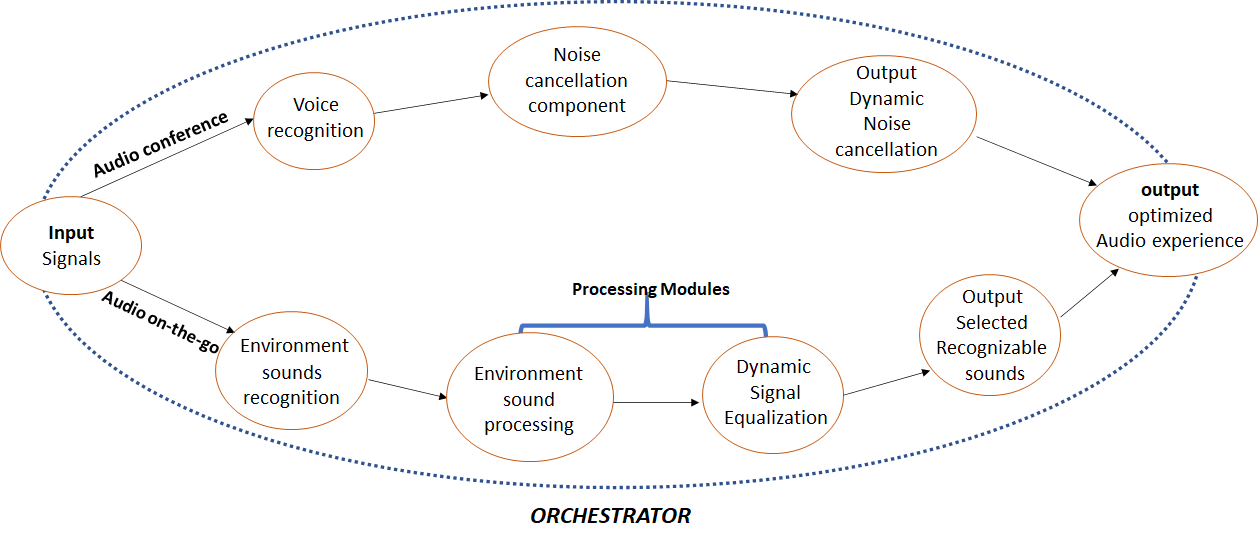 Audio conference
Voice
recognition
Noise
cancellation
component
Output
Dynamic
Noise
cancellation
output
optimized
Audio experience
Input
Signals
Audio on-the-go
Environment
sounds
recognition
Processing Modules
Environment
sound
processing
Dynamic
Signal
Equalization
Output
Selected
Recognizable
sounds
ORCHESTRATOR